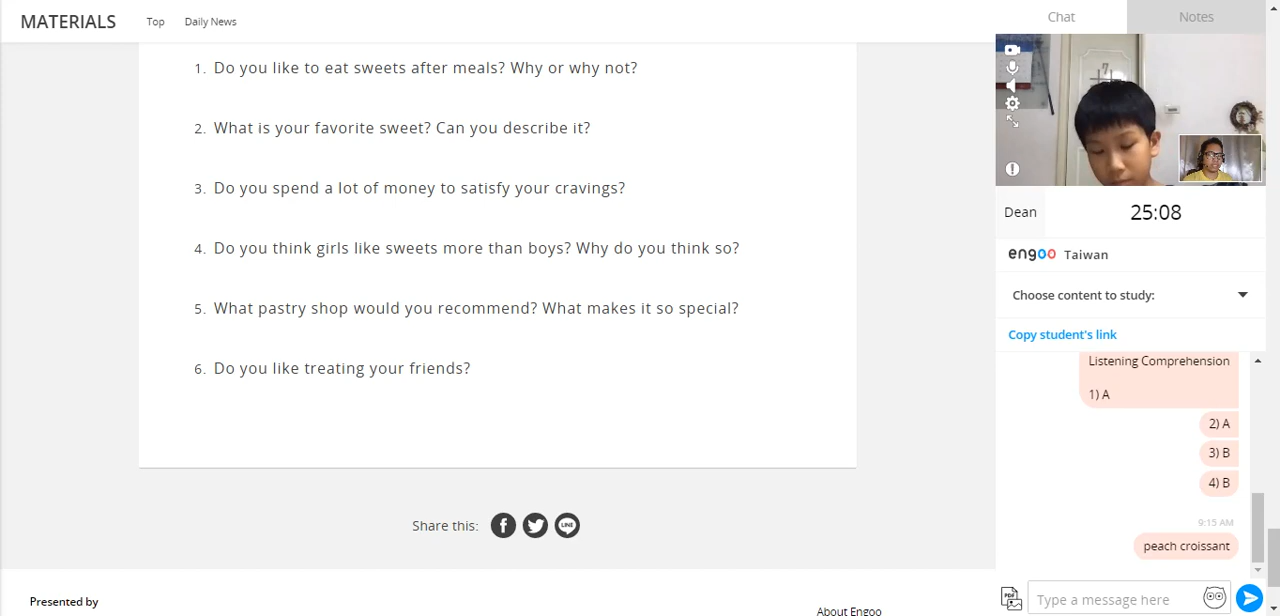 MATERIALS
Top
Daily News
Chat
Notes
1. Do you like to eat sweets after meals? Why or why not?
2. What is your favorite sweet? Can you describe it?
3. Do you spend a lot of money to satisfy your cravings?
4. Do you think girls like sweets more than boys? Why do you think so?
5. What pastry shop would you recommend? What makes it so special?
6. Do you like treating your friends?
Share this:
LINE
Presented by
About Engoo
7
Dean
25:08
engoo Taiwan
Choose content to study:
Copy student's link
Listening Comprehension
1) A
2) A
3) B
4) B
9:15 AM
peach croissant
PDF
Type a message here